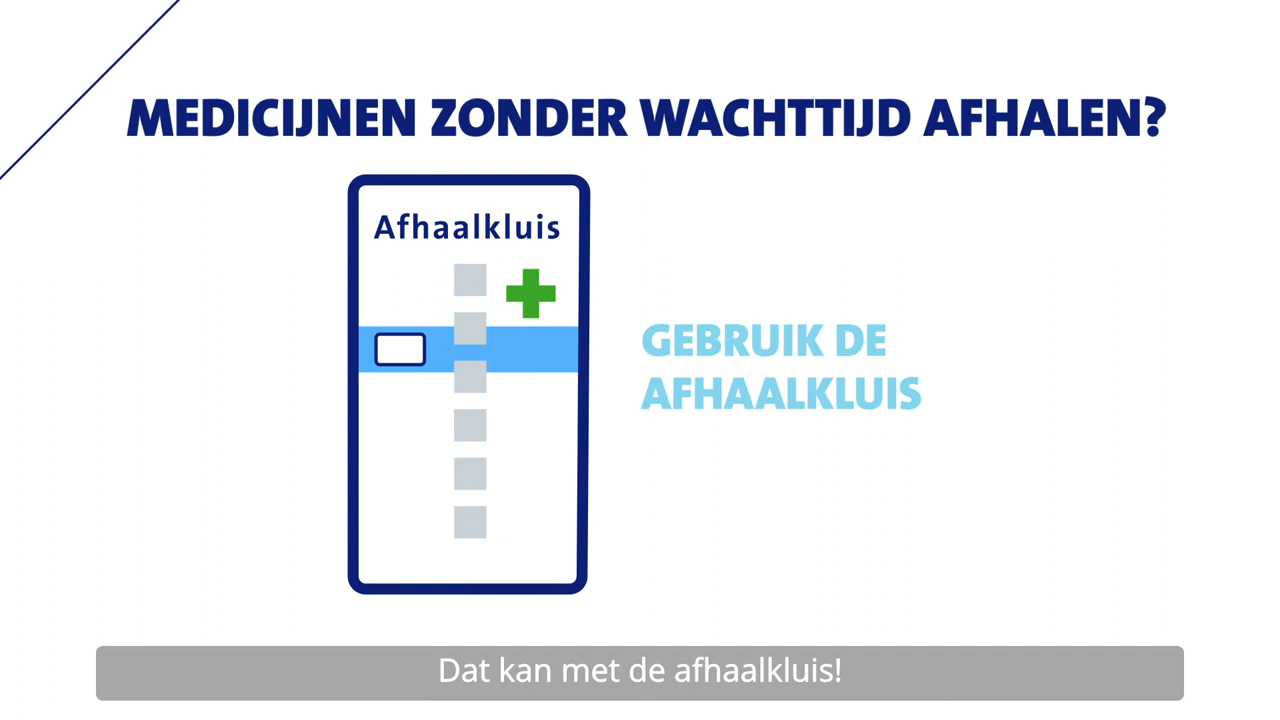 MEDICIJNEN ZONDER WACHTTIJD AFHALEN?
Afhaalkluis
GEBRUIK DE
AFHAALKLUIS
Dat kan met de afhaalkluis!